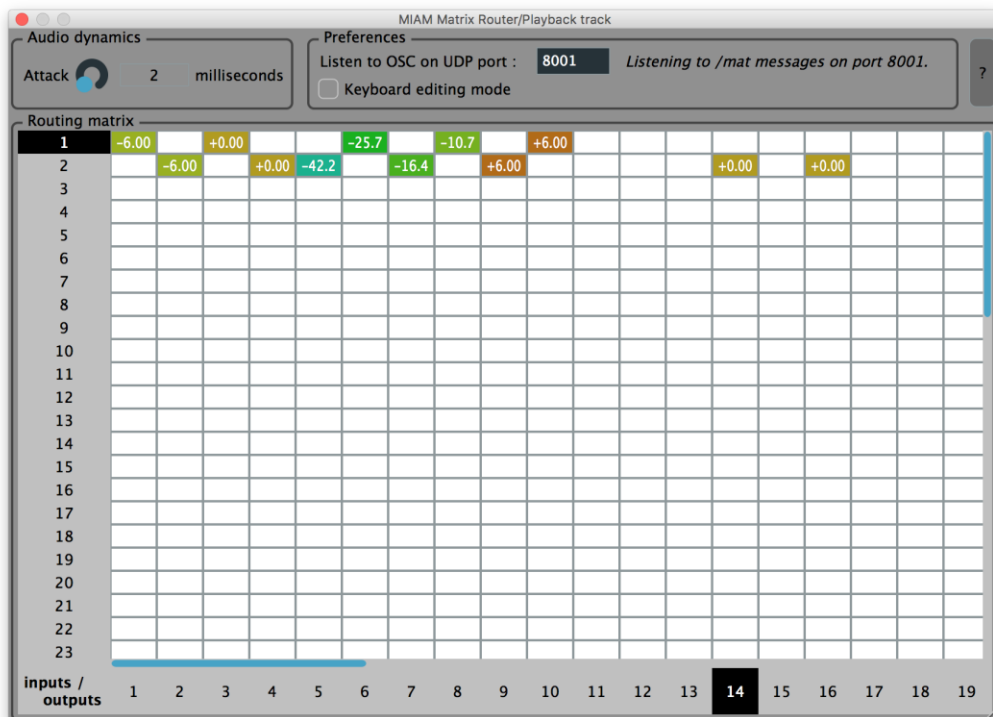 MIAM Matrix Router/Playback track
Audio dynamics
Attack 2 milliseconds
Preferences
Listen to OSC on UDP port : 8001 Listening to /mat messages on port 8001.
Keyboard editing mode
?
Routing matrix
1 −6.00 +0.00 −25.7 −10.7 +6.00
2 −6.00 +0.00 −42.2 −16.4 +6.00 +0.00 +0.00
3
4
5
6
7
8
9
10
11
12
13
14
15
16
17
18
19
20
21
22
23
inputs /
outputs 1 2 3 4 5 6 7 8 9 10 11 12 13 14 15 16 17 18 19